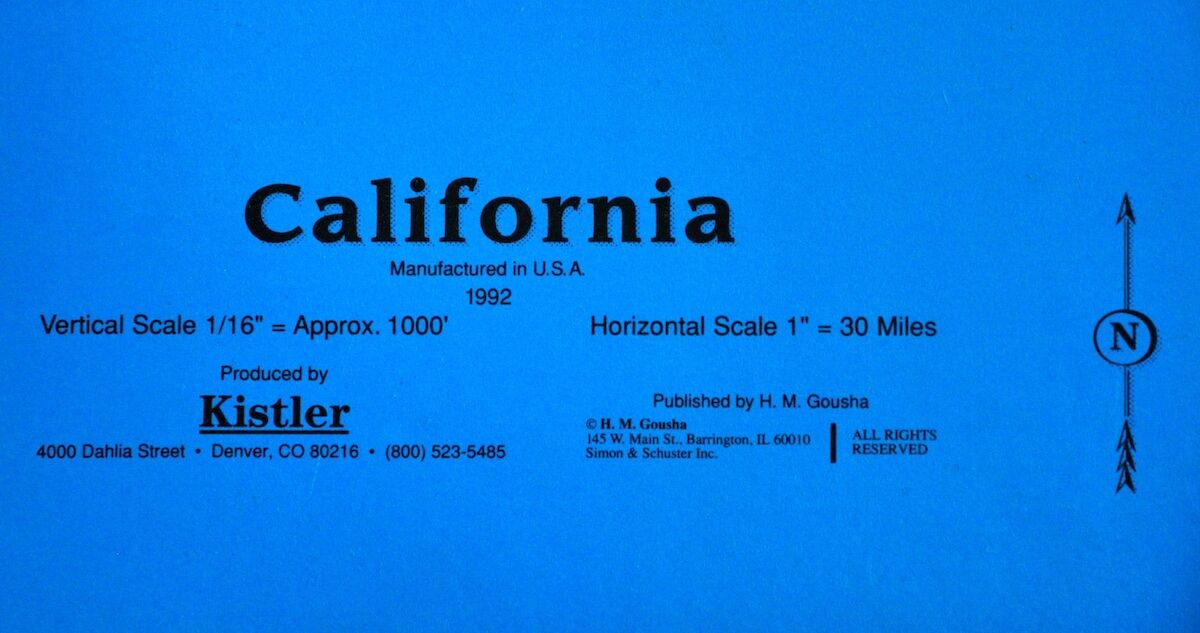 California
Manufactured in U.S.A.
1992
Vertical Scale 1/16" = Approx. 1000'
Horizontal Scale 1" = 30 Miles
Produced by
Kistler
4000 Dahlia Street • Denver, CO 80216 • (800) 523-5485
Published by H. M. Gousha
© H. M. Gousha
145 W. Main St., Barrington, IL 60010
Simon & Schuster Inc.
ALL RIGHTS
RESERVED
N